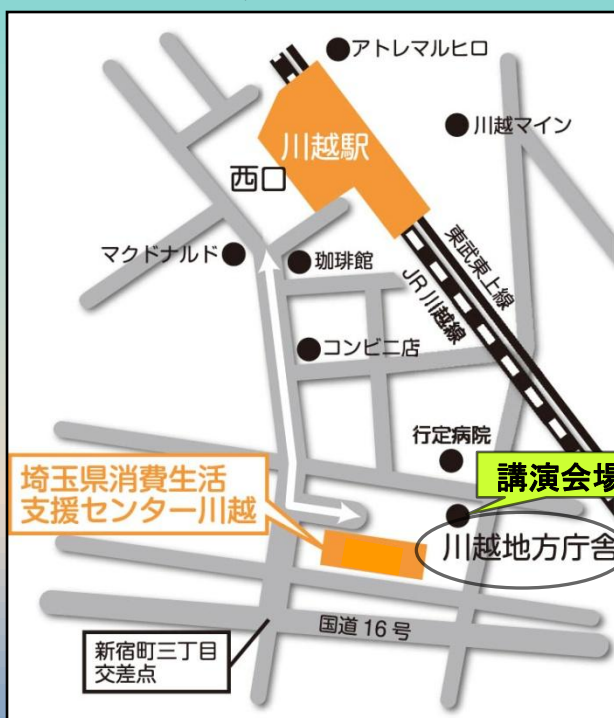 アトレマルヒロ
川越マイン
川越駅
西口
マクドナルド
珈琲館
東武東上線
JR川越線
コンビニ店
行定病院
講演会場
埼玉県消費生活
支援センター川越
川越地方庁舎
国道16号
新宿町三丁目
交差点